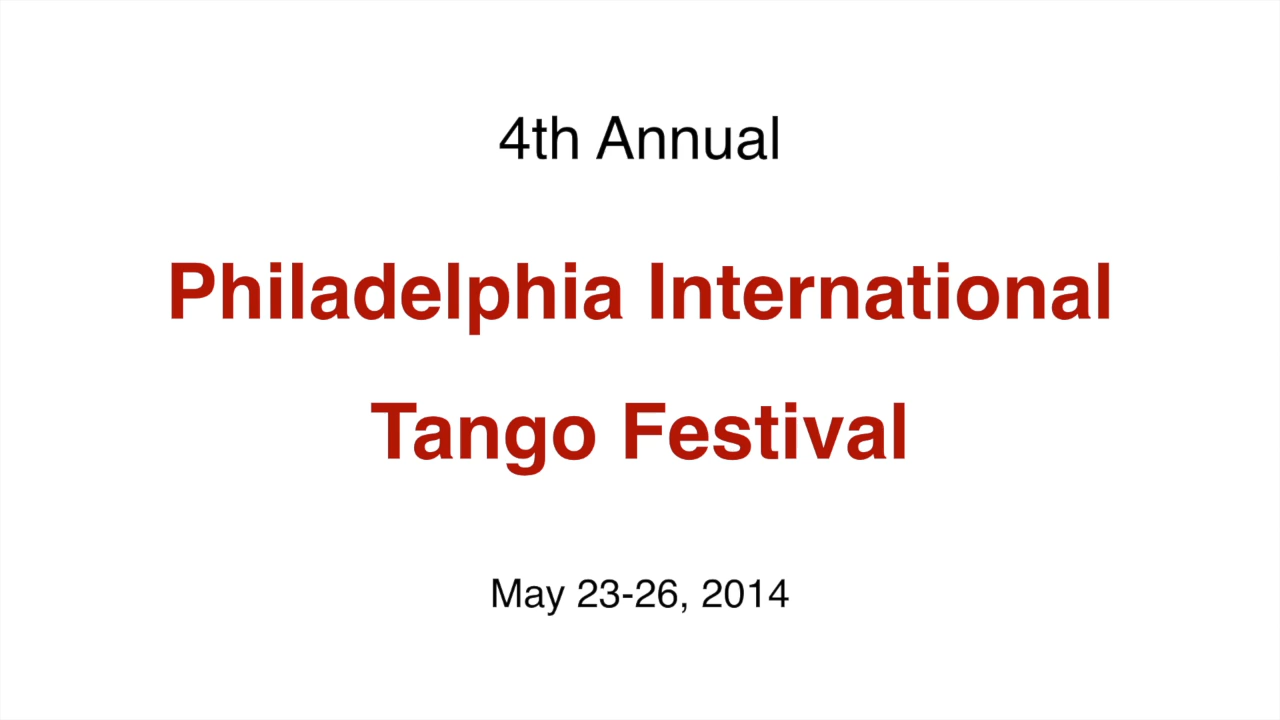 4th Annual
Philadelphia International
Tango Festival
May 23-26, 2014